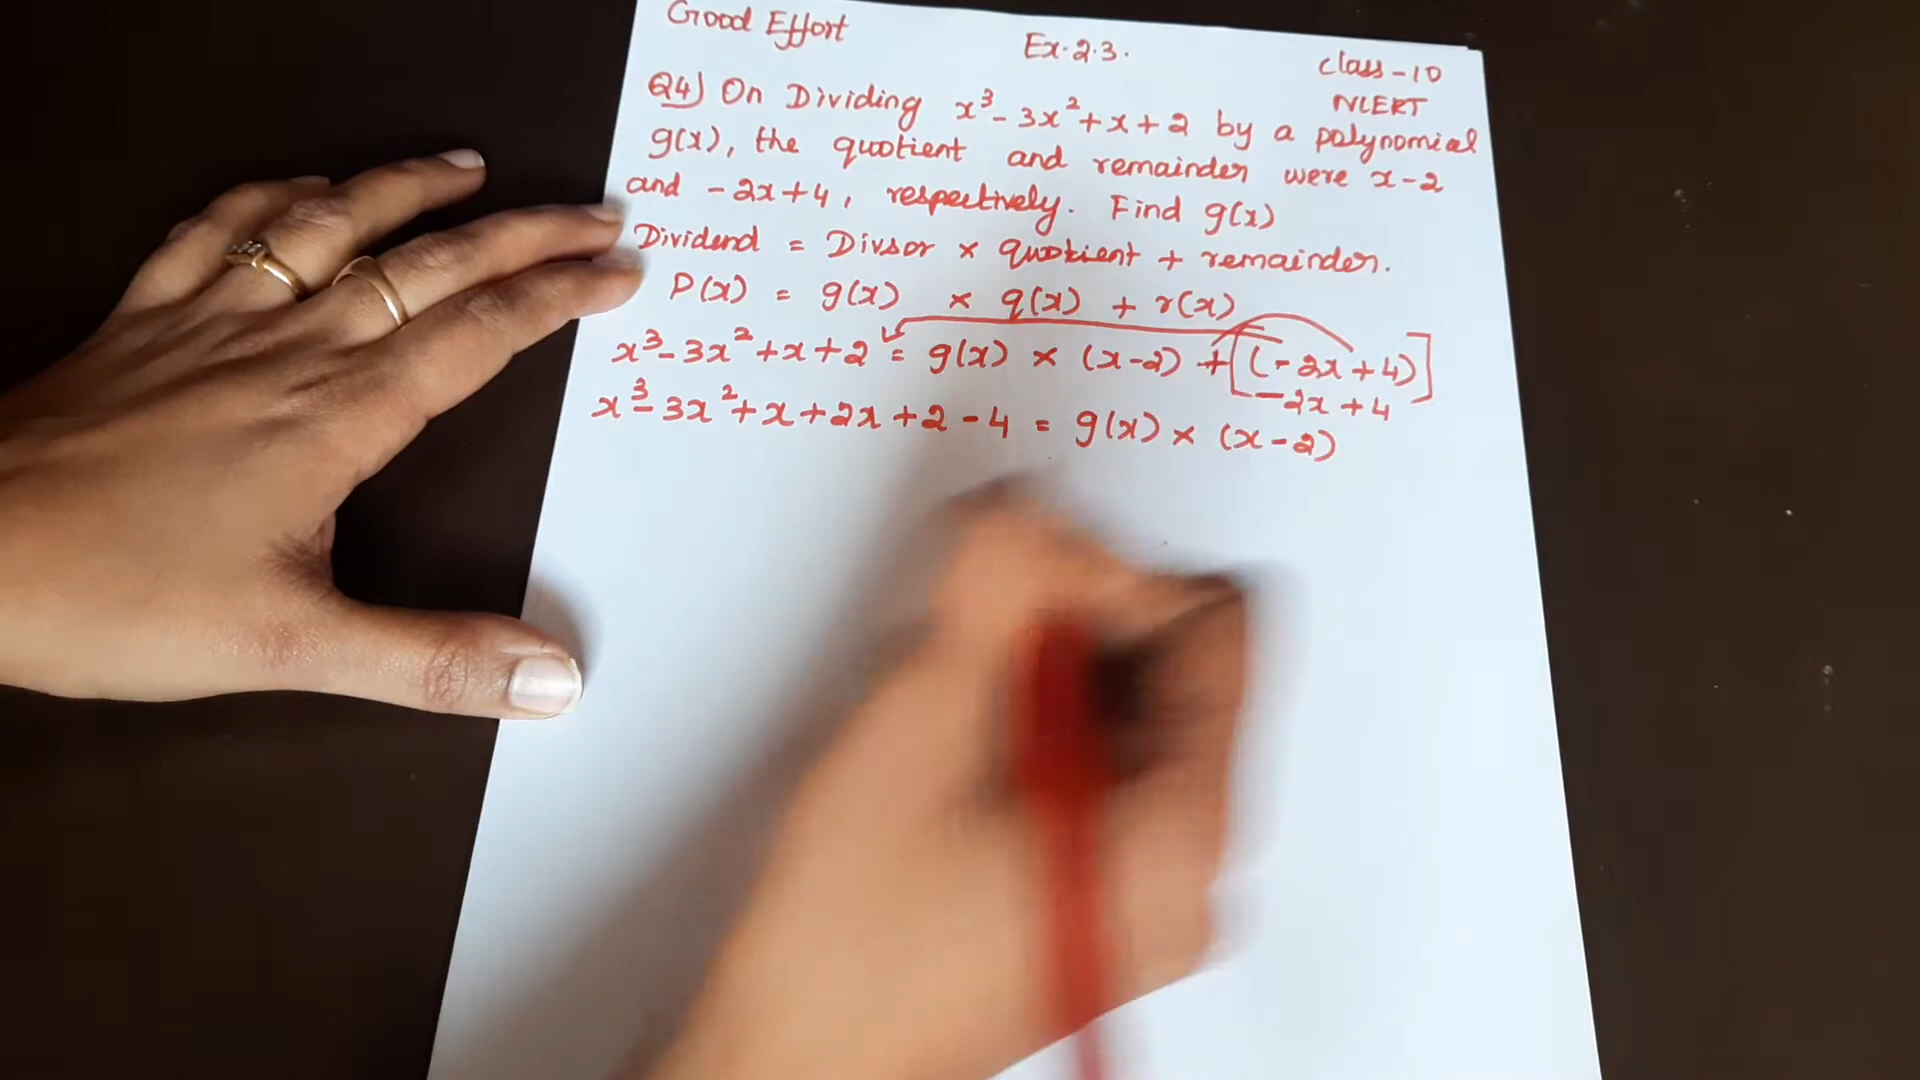 Good Effort
Ex. 2.3.
Class - 10
NCERT
Q4) On Dividing x³ - 3x² + x + 2 by a polynomial
g(x), the quotient and remainder were x - 2
and - 2x + 4, respectively. Find g(x)
Dividend = Divsor × quotient + remainder.
P(x) = g(x) × q(x) + r(x)
x³ - 3x² + x + 2 = g(x) × (x - 2) + [(- 2x + 4)]
- 2x + 4
x³ - 3x² + x + 2x + 2 - 4 = g(x) × (x - 2)